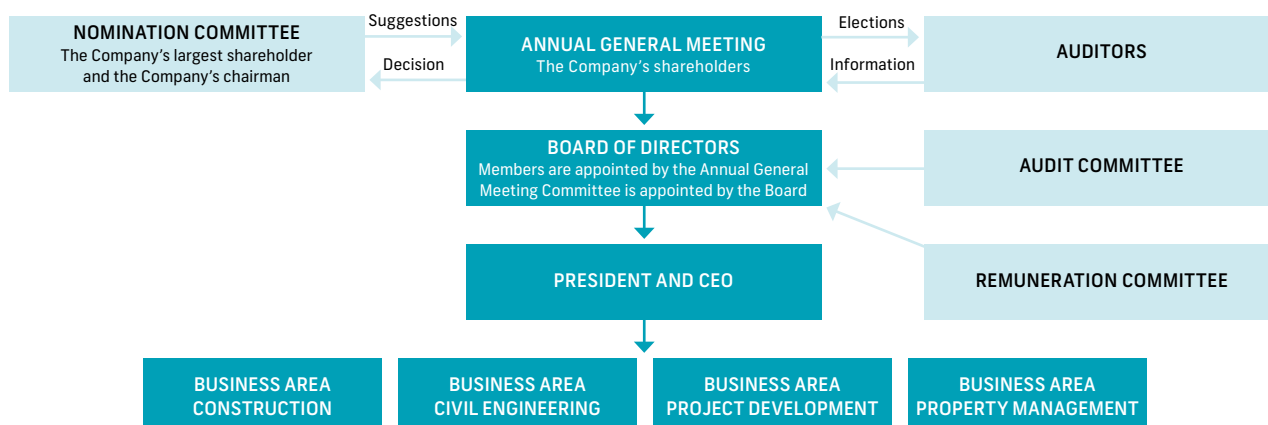 NOMINATION COMMITTEE
The Company's largest shareholder
and the Company's chairman
Suggestions
Decision
ANNUAL GENERAL MEETING
The Company's shareholders
Elections
Information
AUDITORS
BOARD OF DIRECTORS
Members are appointed by the Annual General
Meeting Committee is appointed by the Board
AUDIT COMMITTEE
PRESIDENT AND CEO
REMUNERATION COMMITTEE
BUSINESS AREA
CONSTRUCTION
BUSINESS AREA
CIVIL ENGINEERING
BUSINESS AREA
PROJECT DEVELOPMENT
BUSINESS AREA
PROPERTY MANAGEMENT